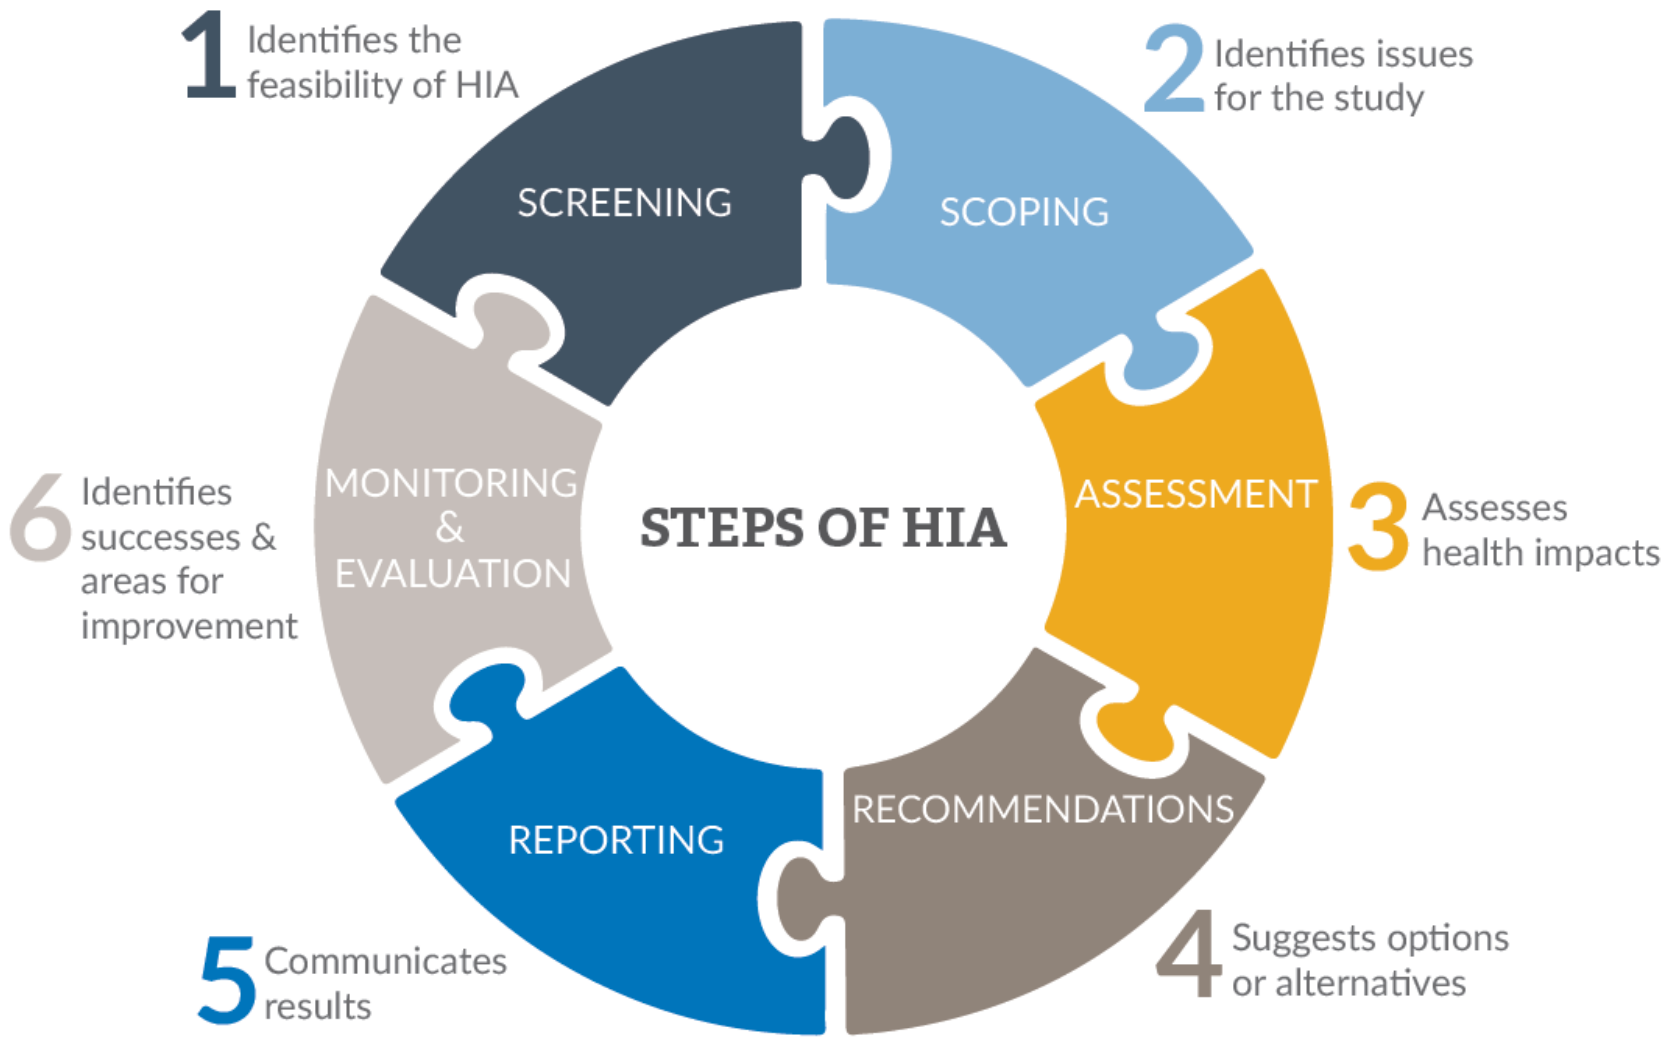 1
Identifies the
feasibility of HIA
SCREENING
2
Identifies issues
for the study
SCOPING
3
Assesses
health impacts
ASSESSMENT
4
Suggests options
or alternatives
RECOMMENDATIONS
5
Communicates
results
REPORTING
6
Identifies
successes &
areas for
improvement
MONITORING
&
EVALUATION
STEPS OF HIA